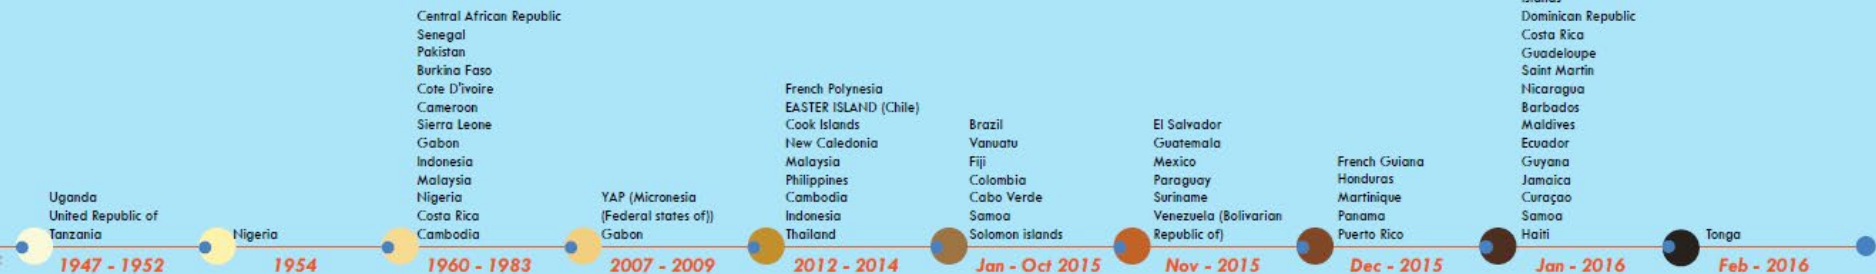 Uganda
United Republic of
Tanzania
1947 - 1952
Nigeria
1954
Central African Republic
Senegal
Pakistan
Burkina Faso
Cote D'ivoire
Cameroon
Sierra Leone
Gabon
Indonesia
Malaysia
Nigeria
Costa Rica
Cambodia
1960 - 1983
YAP (Micronesia
(Federal states of))
Gabon
2007 - 2009
French Polynesia
EASTER ISLAND (Chile)
Cook Islands
New Caledonia
Malaysia
Philippines
Cambodia
Indonesia
Thailand
2012 - 2014
Brazil
Vanuatu
Fiji
Colombia
Cabo Verde
Samoa
Solomon islands
Jan - Oct 2015
El Salvador
Guatemala
Mexico
Paraguay
Suriname
Venezuela (Bolivarian
Republic of)
Nov - 2015
French Guiana
Honduras
Martinique
Panama
Puerto Rico
Dec - 2015
Dominican Republic
Costa Rica
Guadeloupe
Saint Martin
Nicaragua
Barbados
Maldives
Ecuador
Guyana
Jamaica
Curaçao
Samoa
Haiti
Jan - 2016
Tonga
Feb - 2016